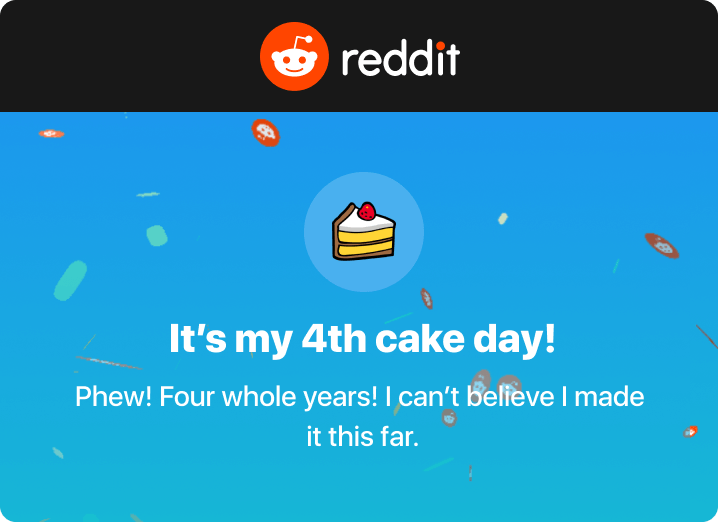 reddit
It’s my 4th cake day!
Phew! Four whole years! I can’t believe I made
it this far.